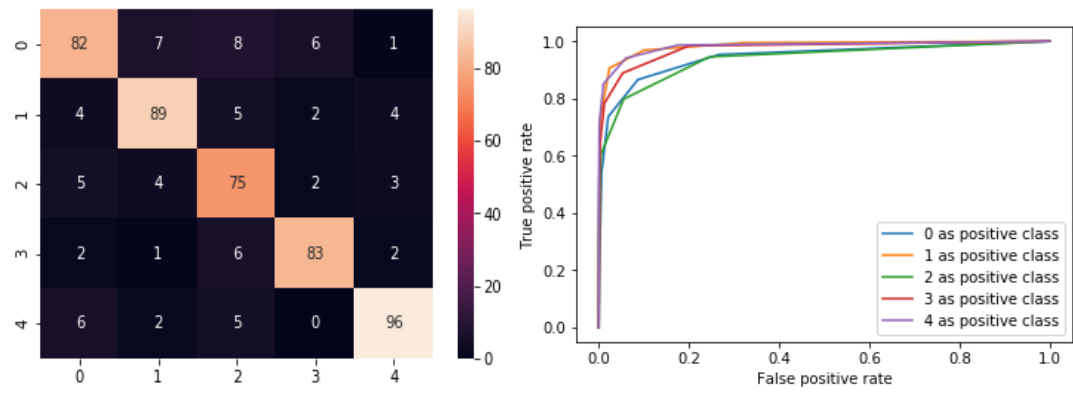 0 82 7 8 6 1
1 4 89 5 2 4
2 5 4 75 2 3
3 2 1 6 83 2
4 6 2 5 0 96
0 1 2 3 4
80
60
40
20
0
True positive rate
1.0
0.8
0.6
0.4
0.2
0.0
0 as positive class
1 as positive class
2 as positive class
3 as positive class
4 as positive class
0.0 0.2 0.4 0.6 0.8 1.0
False positive rate